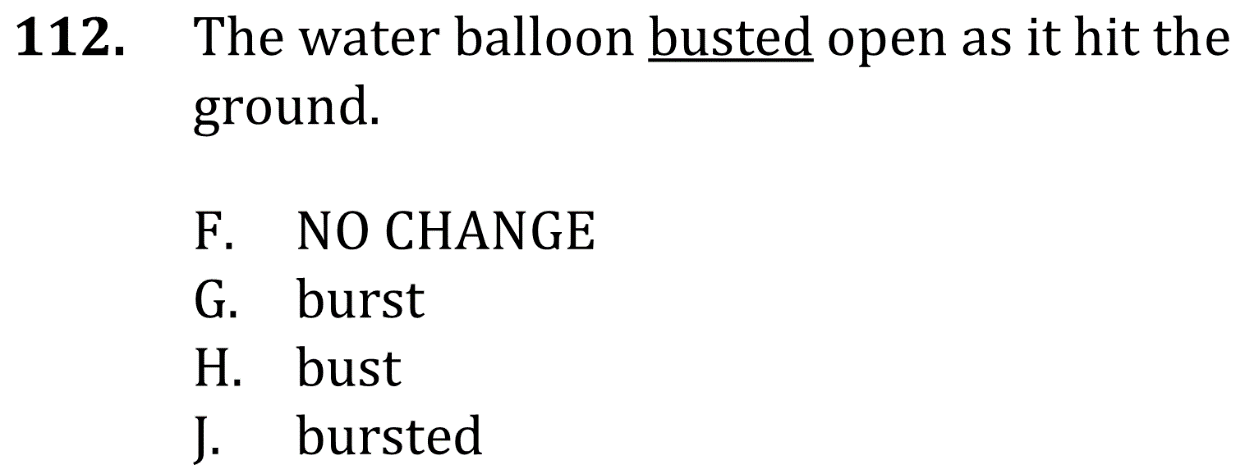 112. The water balloon busted open as it hit the
ground.
F. NO CHANGE
G. burst
H. bust
J. bursted